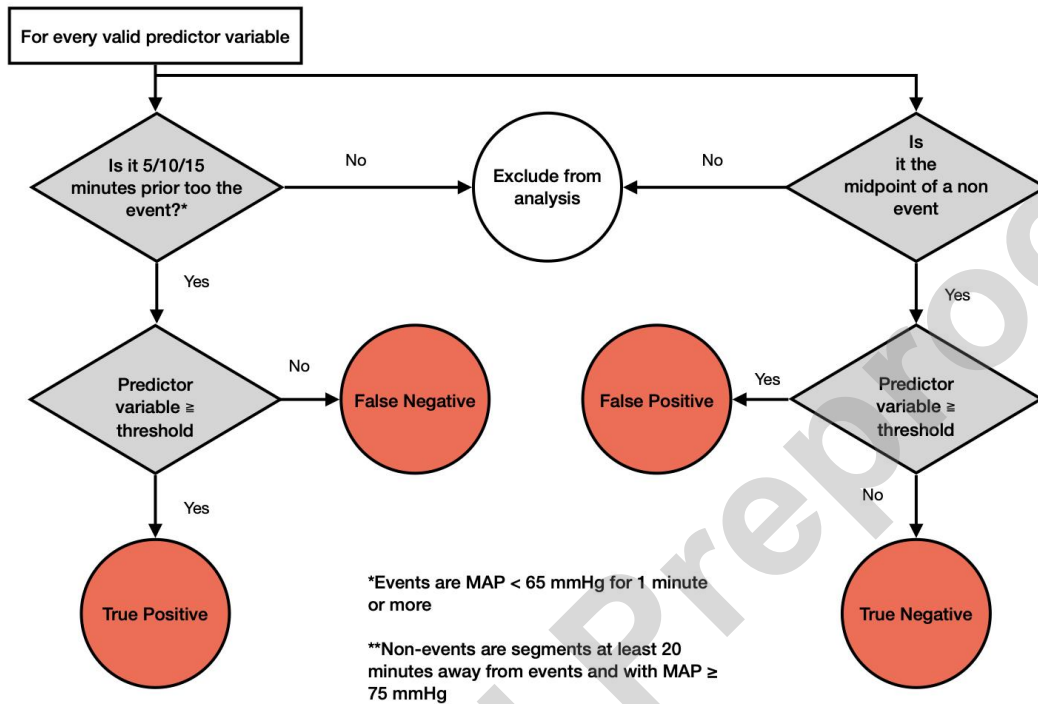 For every valid predictor variable
Is it 5/10/15
minutes prior too the
event?*
No
Exclude from
analysis
No
Is
it the
midpoint of a non
event
Yes
Yes
Predictor
variable ≧
threshold
No
False Negative
False Positive
Yes
Predictor
variable ≧
threshold
Yes
No
True Positive
True Negative
*Events are MAP < 65 mmHg for 1 minute
or more
**Non-events are segments at least 20
minutes away from events and with MAP ≥
75 mmHg